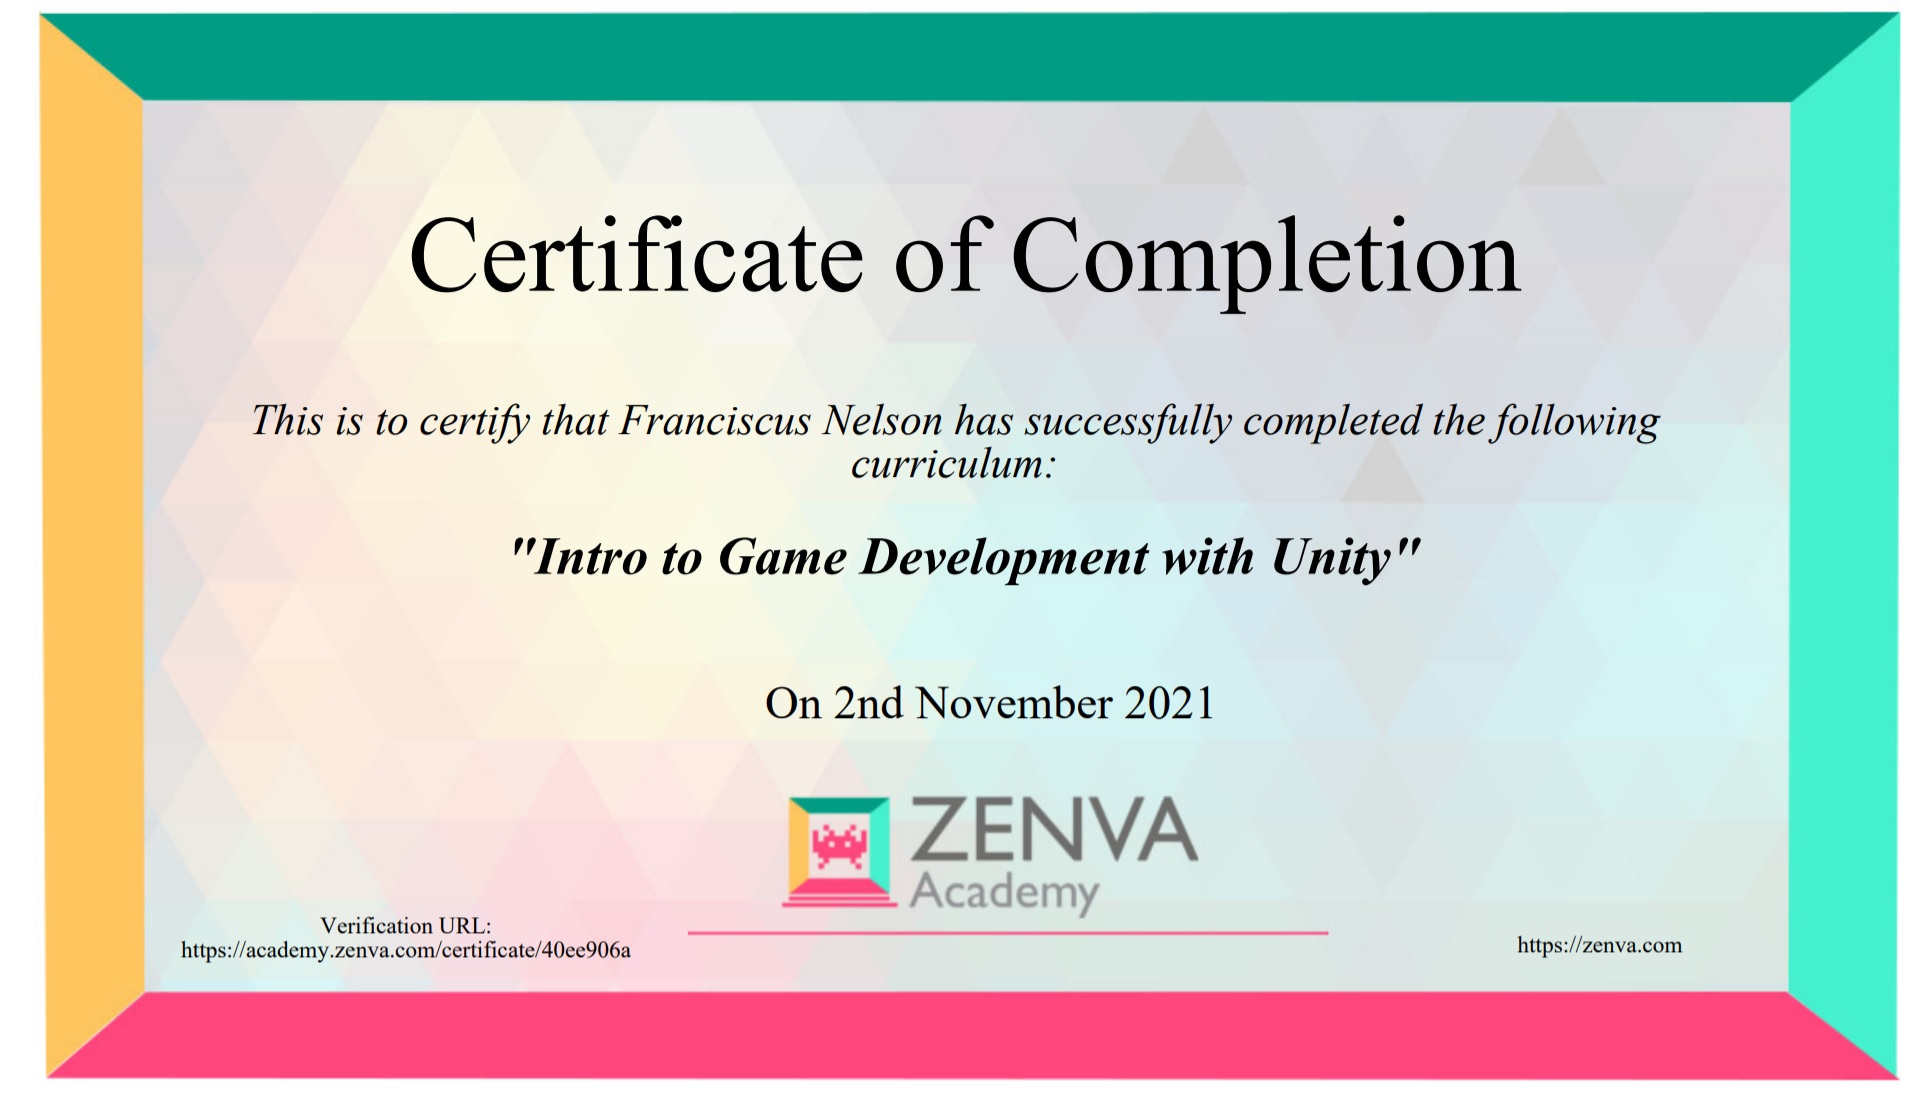 Certificate of Completion
This is to certify that Franciscus Nelson has successfully completed the following
curriculum:
"Intro to Game Development with Unity"
On 2nd November 2021
ZENVA
Academy
Verification URL:
https://academy.zenva.com/certificate/40ee906a
https://zenva.com